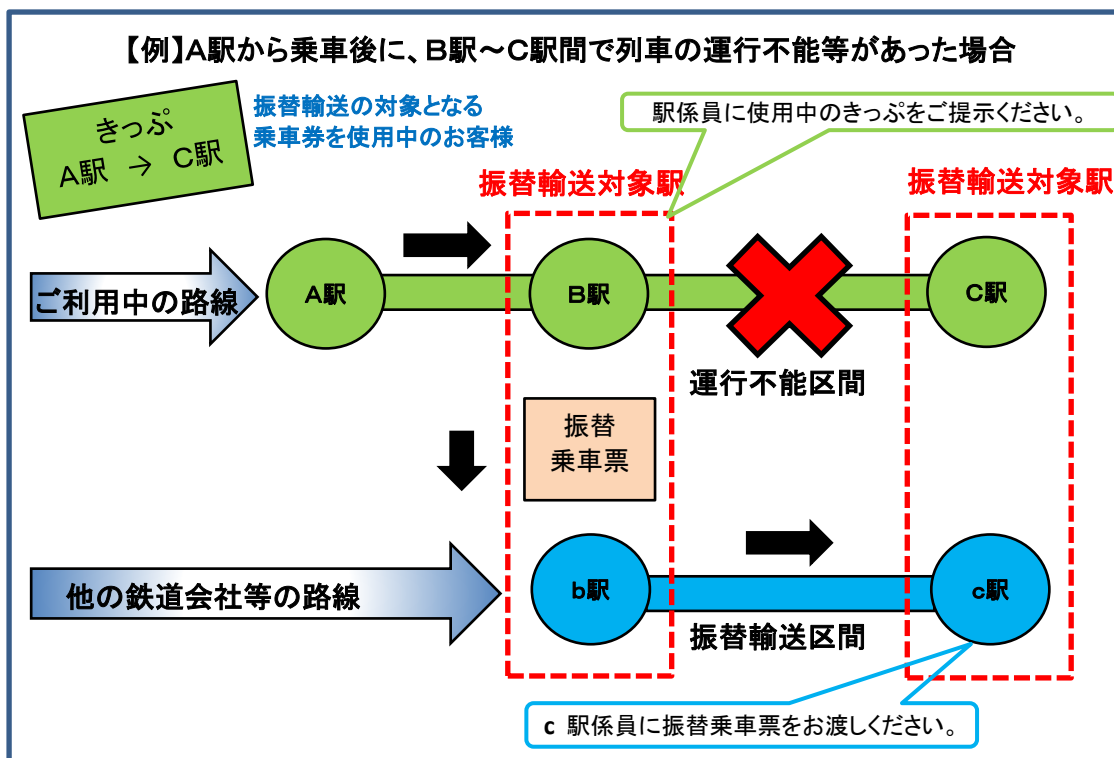 【例】A駅から乗車後に、B駅～C駅間で列車の運行不能等があった場合
きっぷ
A駅 → C駅
振替輸送の対象となる
乗車券を使用中のお客様
駅係員に使用中のきっぷをご提示ください。
振替輸送対象駅
振替輸送対象駅
ご利用中の路線
A駅
B駅
C駅
運行不能区間
振替
乗車票
他の鉄道会社等の路線
b駅
c駅
振替輸送区間
c 駅係員に振替乗車票をお渡しください。